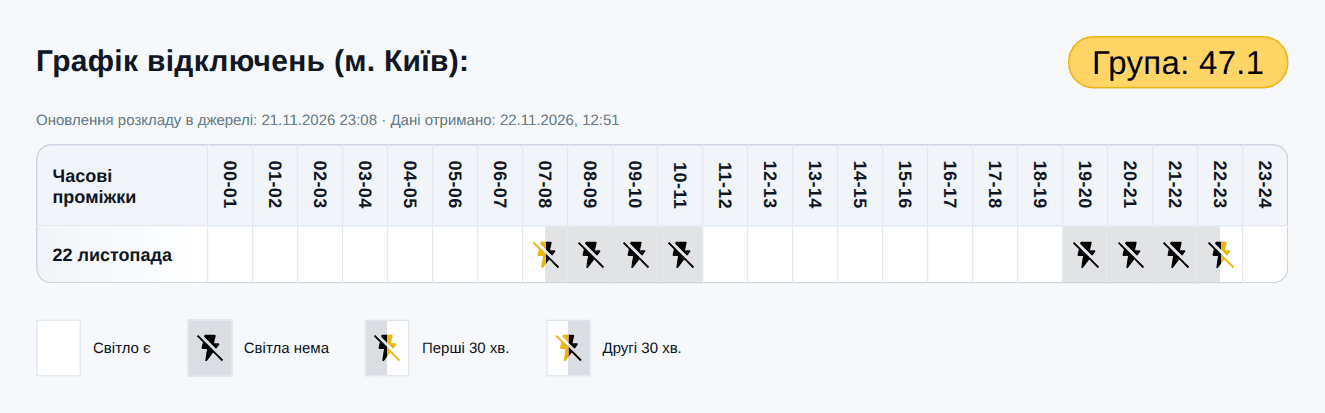 Графік відключень (м. Київ):
Група: 47.1
Оновлення розкладу в джерелі: 21.11.2026 23:08 · Дані отримано: 22.11.2026, 12:51
Часові
проміжки
00-01
01-02
02-03
03-04
04-05
05-06
06-07
07-08
08-09
09-10
10-11
11-12
12-13
13-14
14-15
15-16
16-17
17-18
18-19
19-20
20-21
21-22
22-23
23-24
22 листопада
Світло є
Світла нема
Перші 30 хв.
Другі 30 хв.